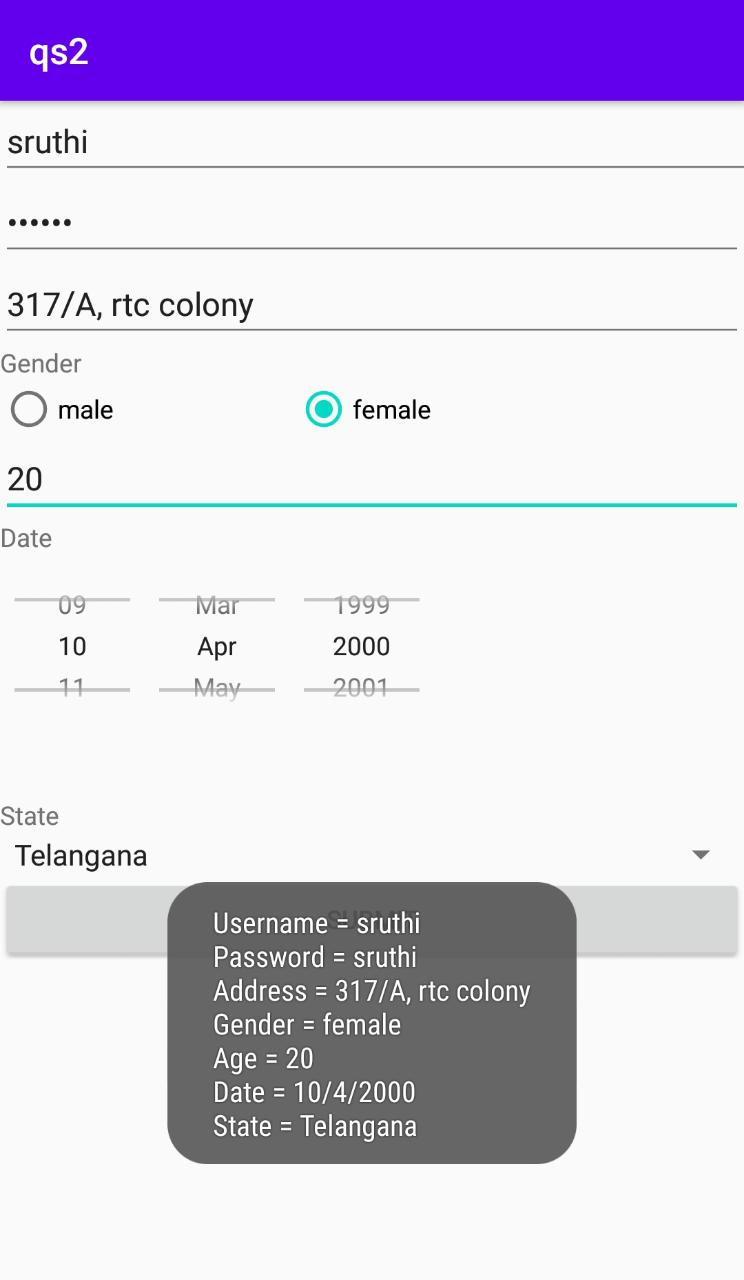 qs2
sruthi
••••••
317/A, rtc colony
Gender
male female
20
Date
09 Mar 1999
10 Apr 2000
11 May 2001
State
Telangana
Username = sruthi
Password = sruthi
Address = 317/A, rtc colony
Gender = female
Age = 20
Date = 10/4/2000
State = Telangana